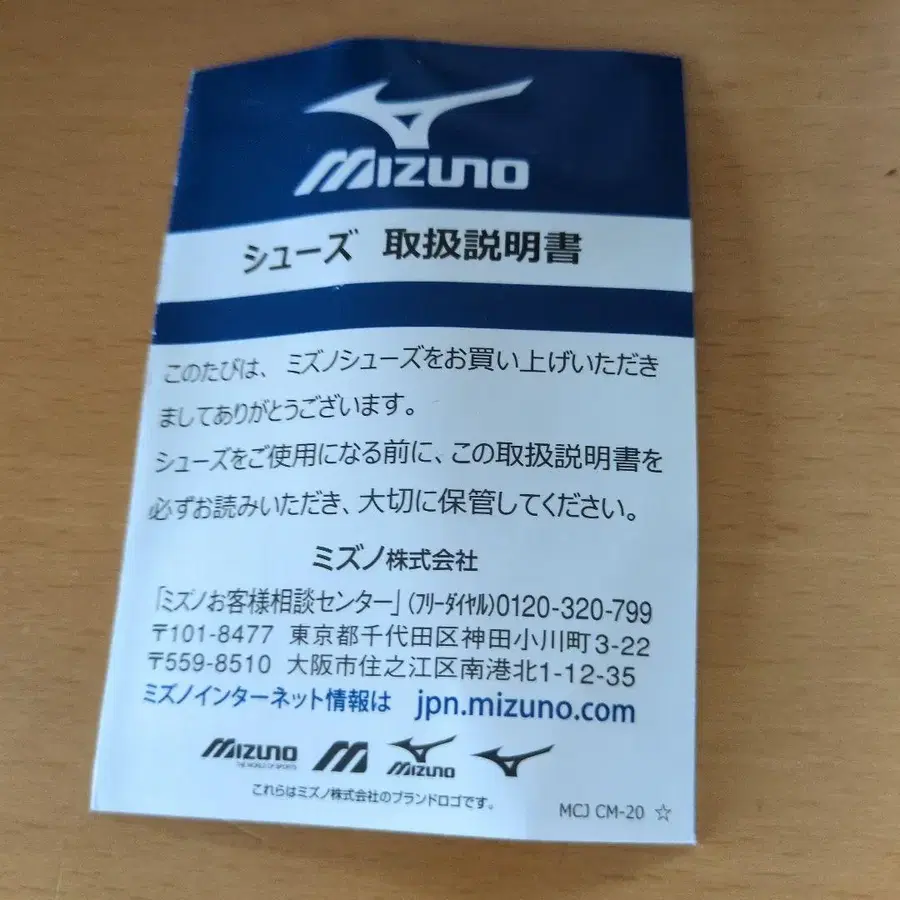 MIZUNO
シューズ 取扱説明書
このたびは、ミズノシューズをお買い上げいただき
ましてありがとうございます。
シューズをご使用になる前に、この取扱説明書を
必ずお読みいただき、大切に保管してください。
ミズノ株式会社
「ミズノお客様相談センター」(フリーダイヤル)0120-320-799
〒101-8477 東京都千代田区神田小川町3-22
〒559-8510 大阪市住之江区南港北1-12-35
ミズノインターネット情報は jpn.mizuno.com
MIZUNO MIZUNO
THE WORLD OF SPORTS
これらはミズノ株式会社のブランドロゴです。
MCJ CM-20 ☆